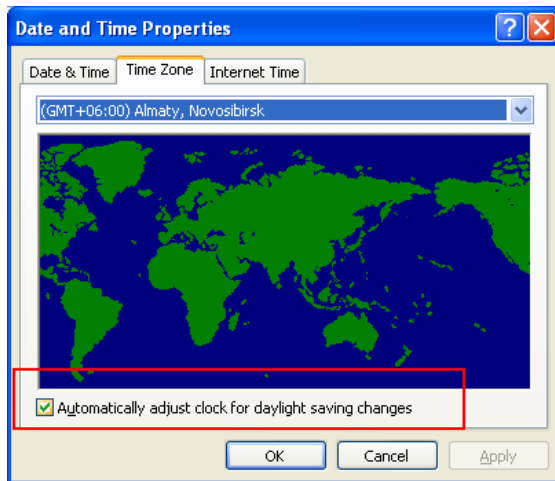 Date and Time Properties
Date & Time Time Zone Internet Time
(GMT+06:00) Almaty, Novosibirsk
Automatically adjust clock for daylight saving changes
OK Cancel Apply